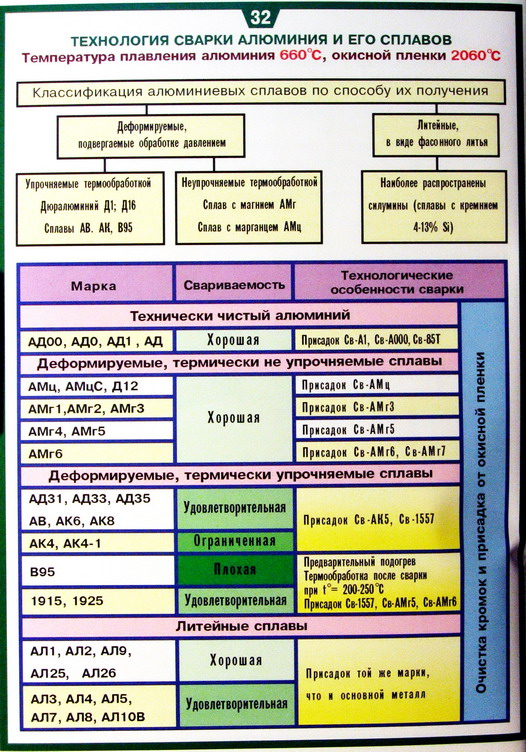 32
ТЕХНОЛОГИЯ СВАРКИ АЛЮМИНИЯ И ЕГО СПЛАВОВ
Температура плавления алюминия 660°С, окисной пленки 2060°С
Классификация алюминиевых сплавов по способу их получения
Деформируемые,
подвергаемые обработке давлением
Литейные,
в виде фасонного литья
Упрочняемые термообработкой
Дюралюминий Д1; Д16
Сплавы АВ. АК, В95
Неупрочняемые термообработкой
Сплав с магнием АМг
Сплав с марганцем АМц
Наиболее распространены
силумины (сплавы с кремнием
4-13% Si)
Марка
Свариваемость
Технологические
особенности сварки
Технически чистый алюминий
АД00, АД0, АД1 , АД
Хорошая
Присадок Св-А1, Св-А000, Св-85Т
Деформируемые, термически не упрочняемые сплавы
АМц, АМцС, Д12
Присадок Св-АМц
АМг1,АМг2, АМг3
Хорошая
Присадок Св-АМг3
АМг4, АМг5
Присадок Св-АМг5
АМг6
Присадок Св-АМг6, Св-АМг7
Деформируемые, термически упрочняемые сплавы
АД31, АД33, АД35
АВ, АК6, АК8
Удовлетворительная
Присадок Св-АК5, Св-1557
АК4, АК4-1
Ограниченная
В95
Плохая
Предварительный подогрев
Термообработка после сварки
при t°= 200-250°С
Присадок Св-1557, Св-АМг5, Св-АМг6
1915, 1925
Удовлетворительная
Литейные сплавы
АЛ1, АЛ2, АЛ9,
АЛ25, АЛ26
Хорошая
Присадок той же марки,
что и основной металл
АЛ3, АЛ4, АЛ5,
АЛ7, АЛ8, АЛ10В
Удовлетворительная
Очистка кромок и присадка от окисной пленки